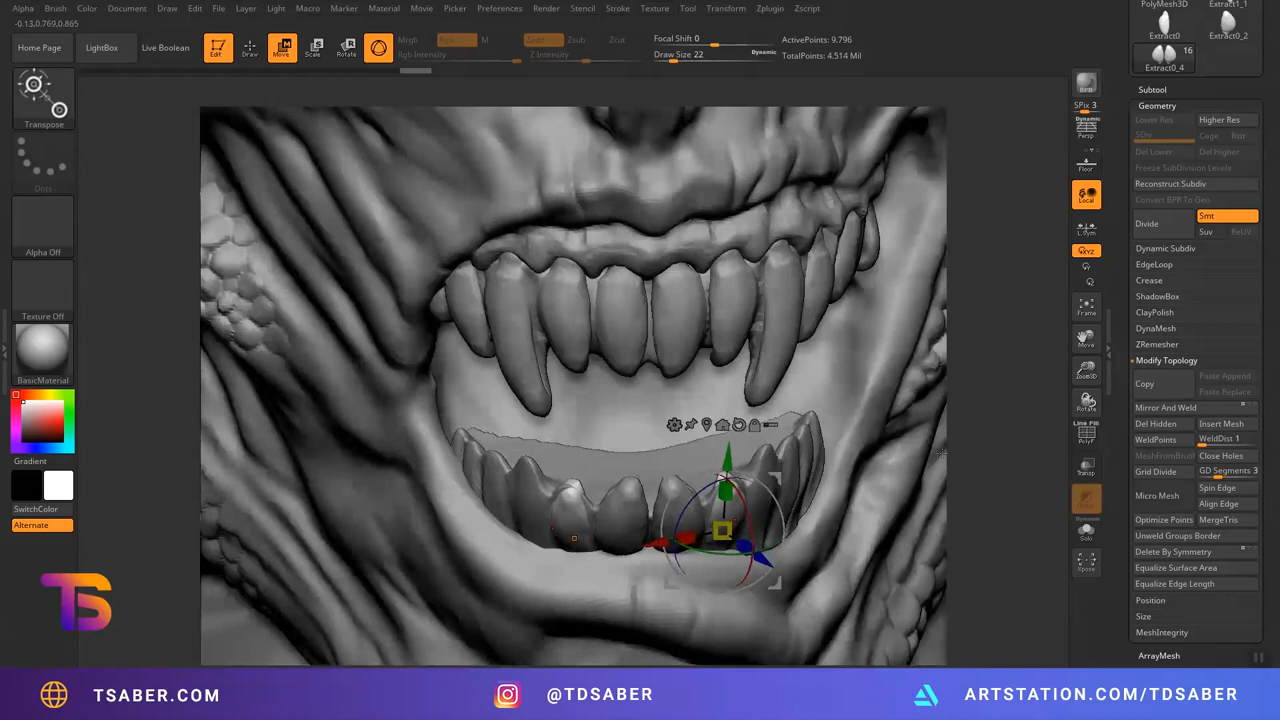 Alpha Brush Color Document Draw Edit File Layer Light Macro Marker Material Movie Picker Preferences Render Stencil Stroke Texture Tool Transform Zplugin Zscript
-0.13,0.769,0.865
Home Page LightBox Live Boolean Edit Draw Move Scale Rotate
Mrgb Rgb M Zadd Zsub Zcut
Rgb Intensity Z Intensity
Focal Shift 0
Draw Size 22 Dynamic
ActivePoints: 9,796
TotalPoints: 4.514 Mil
Transpose
Dots
Alpha Off
Texture Off
BasicMaterial
Gradient
SwitchColor
Alternate
BPR
SPix 3
Dynamic
Persp
Floor
Local
L.Sym
XYZ
Frame
Move
Zoom3D
Rotate
Line Fill
PolyF
Transp
Dynamic
Solo
Xpose
PolyMesh3D Extract1_1
Extract0 Extract0_2
16
Extract0_4
Subtool
Geometry
Lower Res Higher Res
SDiv Cage Rstr
Del Lower Del Higher
Freeze SubDivision Levels
Reconstruct Subdiv
Convert BPR To Geo
Divide Smt
Suv ReUV
Dynamic Subdiv
EdgeLoop
Crease
ShadowBox
ClayPolish
DynaMesh
ZRemesher
Modify Topology
Copy Paste Append
Paste Replace
Mirror And Weld
Del Hidden Insert Mesh
WeldPoints WeldDist 1
MeshFromBrush Close Holes
Grid Divide GD Segments 3
Micro Mesh Spin Edge
Optimize Points MergeTris
Unweld Groups Border
Delete By Symmetry
Equalize Surface Area
Equalize Edge Length
Position
Size
MeshIntegrity
ArrayMesh
TS
TSABER.COM @TDSABER ARTSTATION.COM/TDSABER